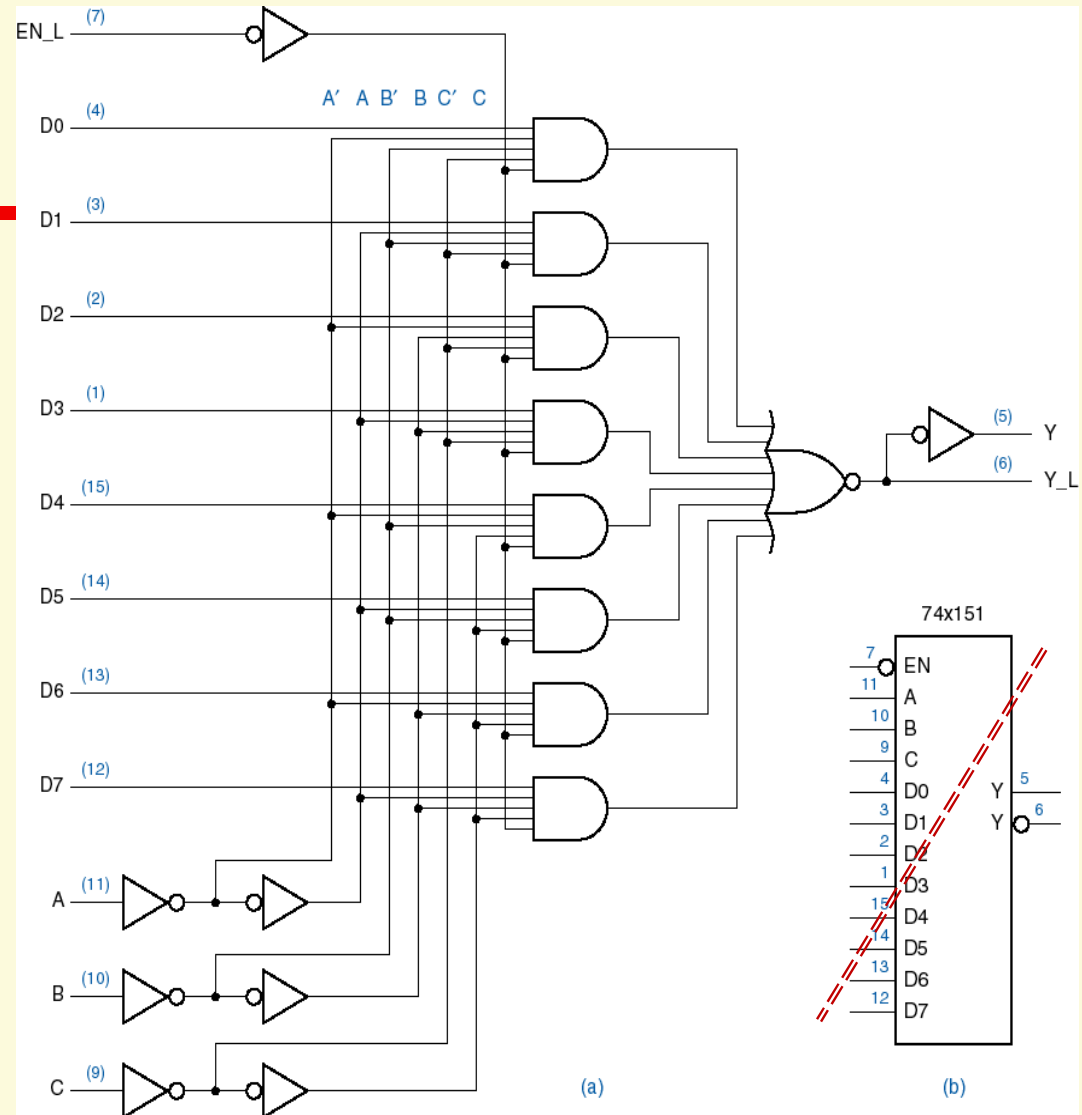 EN_L (7)
A′ A B′ B C′ C
D0 (4)
D1 (3)
D2 (2)
D3 (1)
(5) Y
(6) Y_L
D4 (15)
D5 (14)
74x151
7 EN
11 A
10 B
9 C
4 D0 Y 5
3 D1 Y 6
2 D2
1 D3
15 D4
14 D5
13 D6
12 D7
D6 (13)
D7 (12)
A (11)
B (10)
C (9)
(a) (b)